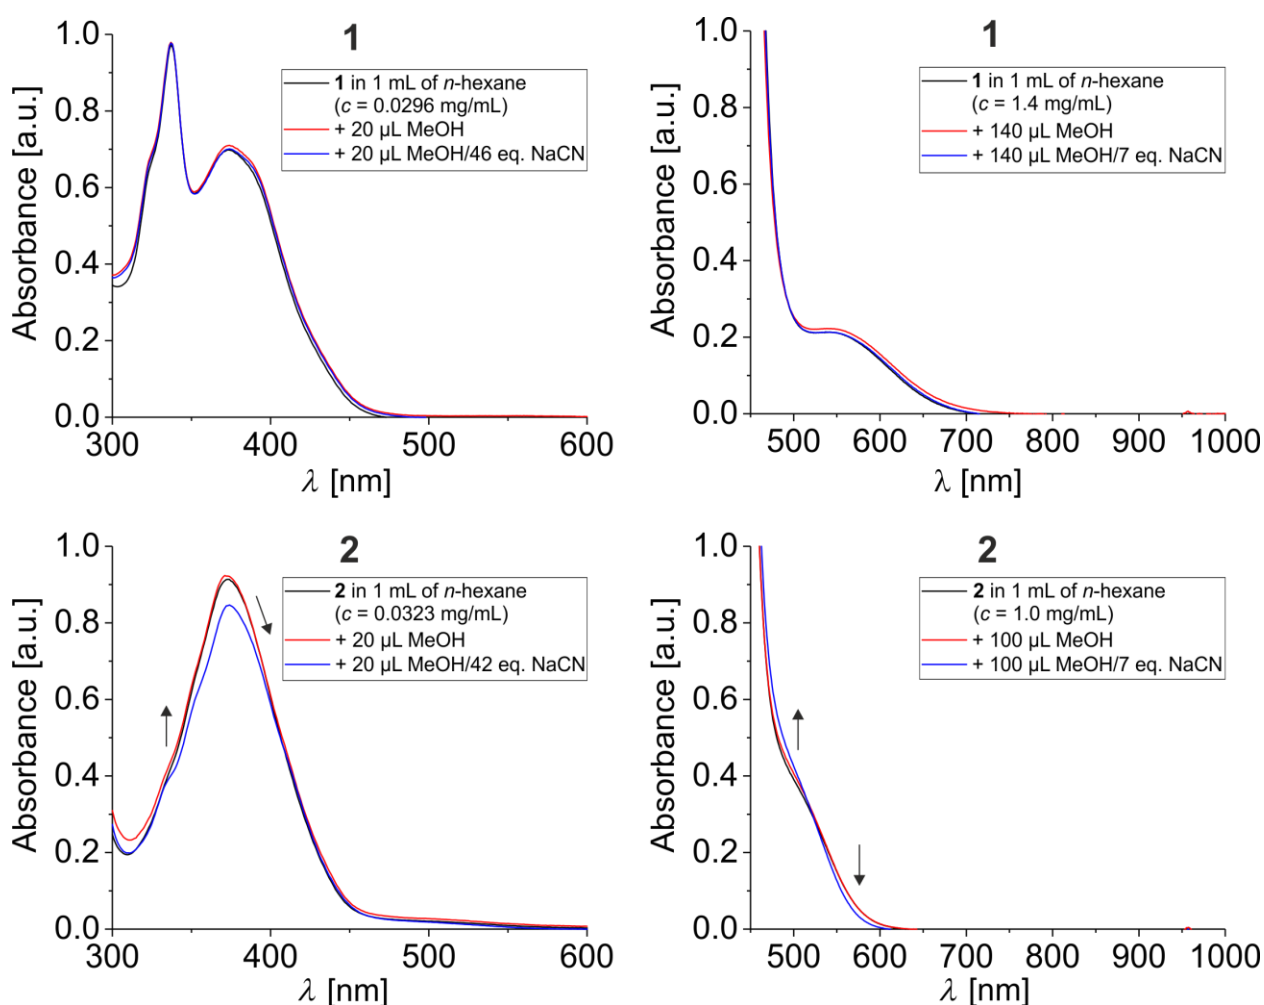 1
1 in 1 mL of n-hexane
(c = 0.0296 mg/mL)
+ 20 µL MeOH
+ 20 µL MeOH/46 eq. NaCN
Absorbance [a.u.]
1.0
0.8
0.6
0.4
0.2
0.0
300 400 500 600
λ [nm]
1
1 in 1 mL of n-hexane
(c = 1.4 mg/mL)
+ 140 µL MeOH
+ 140 µL MeOH/7 eq. NaCN
Absorbance [a.u.]
1.0
0.8
0.6
0.4
0.2
0.0
500 600 700 800 900 1000
λ [nm]
2
2 in 1 mL of n-hexane
(c = 0.0323 mg/mL)
+ 20 µL MeOH
+ 20 µL MeOH/42 eq. NaCN
Absorbance [a.u.]
1.0
0.8
0.6
0.4
0.2
0.0
300 400 500 600
λ [nm]
2
2 in 1 mL of n-hexane
(c = 1.0 mg/mL)
+ 100 µL MeOH
+ 100 µL MeOH/7 eq. NaCN
Absorbance [a.u.]
1.0
0.8
0.6
0.4
0.2
0.0
500 600 700 800 900 1000
λ [nm]